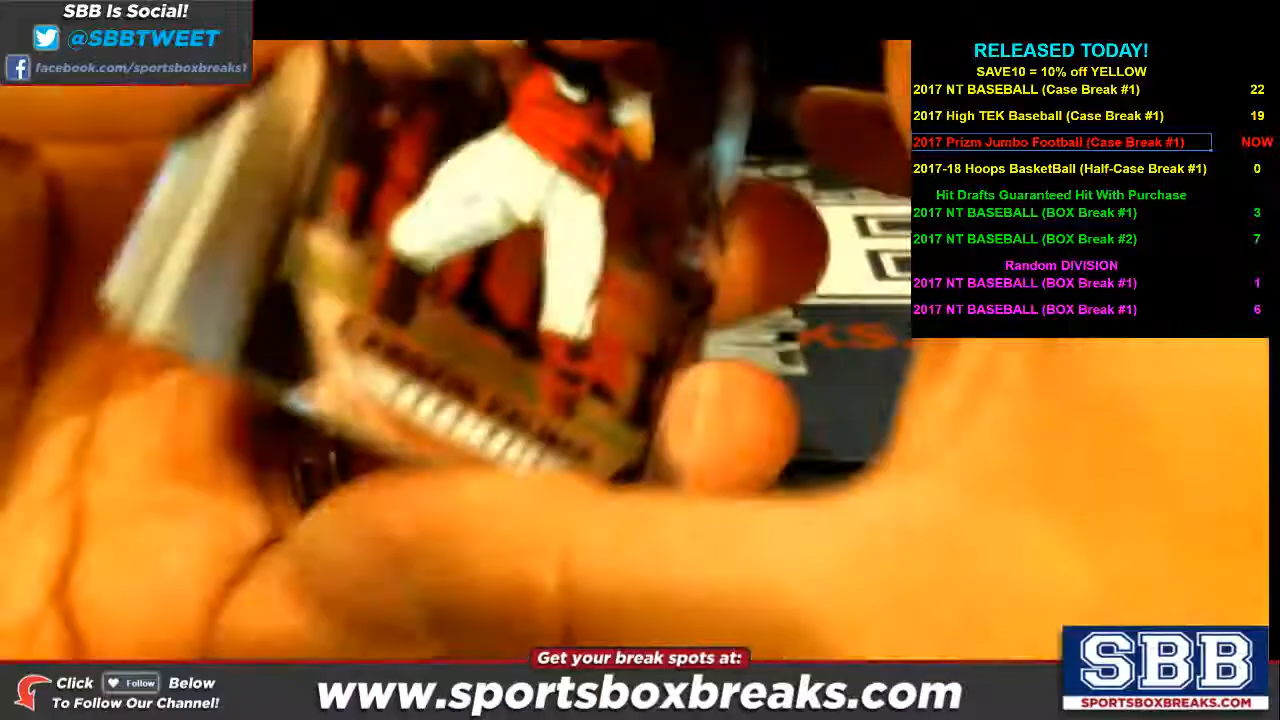 SBB Is Social!
@SBBTWEET
facebook.com/sportsboxbreaks1
RELEASED TODAY!
SAVE10 = 10% off YELLOW
2017 NT BASEBALL (Case Break #1) 22
2017 High TEK Baseball (Case Break #1) 19
2017 Prizm Jumbo Football (Case Break #1) NOW
2017-18 Hoops BasketBall (Half-Case Break #1) 0
Hit Drafts Guaranteed Hit With Purchase
2017 NT BASEBALL (BOX Break #1) 3
2017 NT BASEBALL (BOX Break #2) 7
Random DIVISION
2017 NT BASEBALL (BOX Break #1) 1
2017 NT BASEBALL (BOX Break #1) 6
KS.
Get your break spots at:
Click Follow Below
To Follow Our Channel!
www.sportsboxbreaks.com
SBB
SPORTSBOXBREAKS.COM